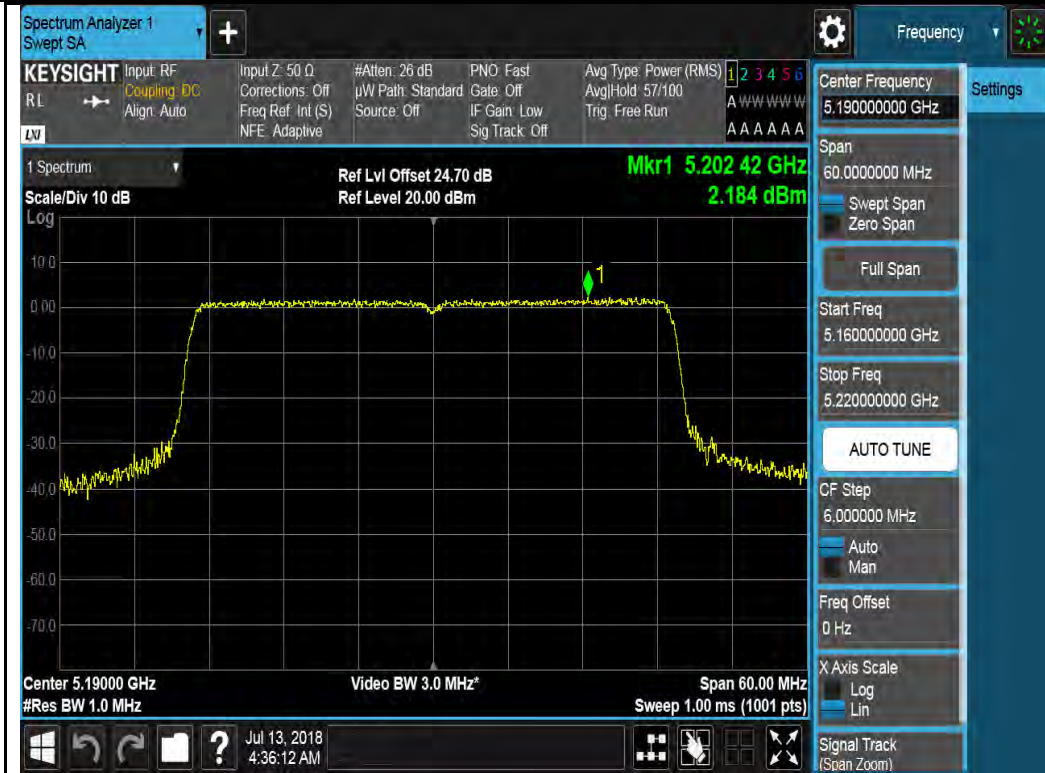 Spectrum Analyzer 1
Swept SA
+
Frequency
KEYSIGHT
RL
LXI
Input: RF
Coupling: DC
Align: Auto
Input Z: 50 Ω
Corrections: Off
Freq Ref: Int (S)
NFE: Adaptive
#Atten: 26 dB
µW Path: Standard
Source: Off
PNO: Fast
Gate: Off
IF Gain: Low
Sig Track: Off
Avg Type: Power (RMS)
Avg|Hold: 57/100
Trig: Free Run
1 2 3 4 5 6
A W W W W W
A A A A A A
1 Spectrum
Scale/Div 10 dB
Ref Lvl Offset 24.70 dB
Ref Level 20.00 dBm
Mkr1 5.202 42 GHz
2.184 dBm
Log
10.0
0.00
-10.0
-20.0
-30.0
-40.0
-50.0
-60.0
-70.0
1
Center 5.19000 GHz
#Res BW 1.0 MHz
Video BW 3.0 MHz*
Span 60.00 MHz
Sweep 1.00 ms (1001 pts)
?
Jul 13, 2018
4:36:12 AM
Center Frequency
5.190000000 GHz
Span
60.0000000 MHz
Swept Span
Zero Span
Full Span
Start Freq
5.160000000 GHz
Stop Freq
5.220000000 GHz
AUTO TUNE
CF Step
6.000000 MHz
Auto
Man
Freq Offset
0 Hz
X Axis Scale
Log
Lin
Signal Track
(Span Zoom)
Settings